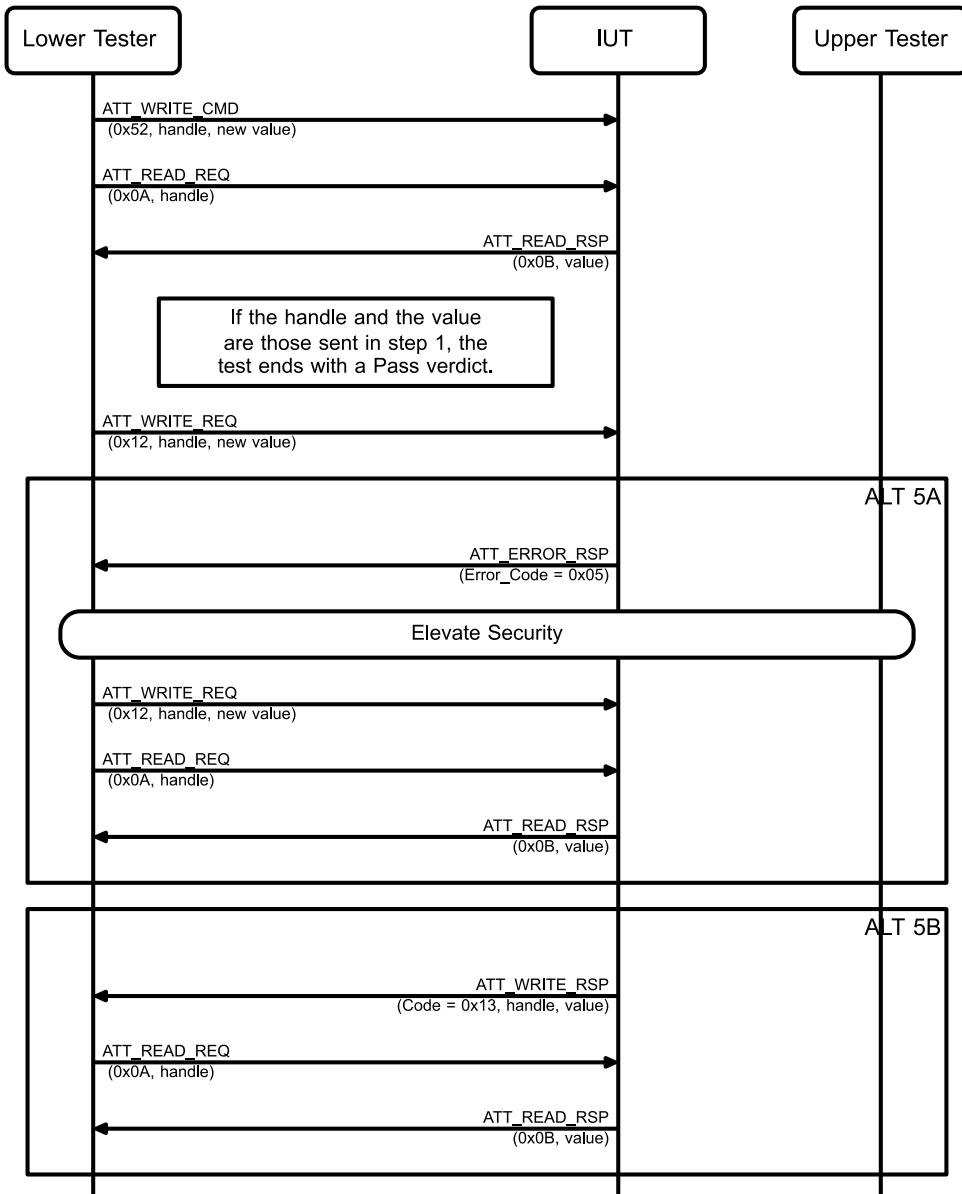 Lower Tester
IUT
Upper Tester
ATT_WRITE_CMD
(0x52, handle, new value)
ATT_READ_REQ
(0x0A, handle)
ATT_READ_RSP
(0x0B, value)
If the handle and the value
are those sent in step 1, the
test ends with a Pass verdict.
ATT_WRITE_REQ
(0x12, handle, new value)
ALT 5A
ATT_ERROR_RSP
(Error_Code = 0x05)
Elevate Security
ATT_WRITE_REQ
(0x12, handle, new value)
ATT_READ_REQ
(0x0A, handle)
ATT_READ_RSP
(0x0B, value)
ALT 5B
ATT_WRITE_RSP
(Code = 0x13, handle, value)
ATT_READ_REQ
(0x0A, handle)
ATT_READ_RSP
(0x0B, value)